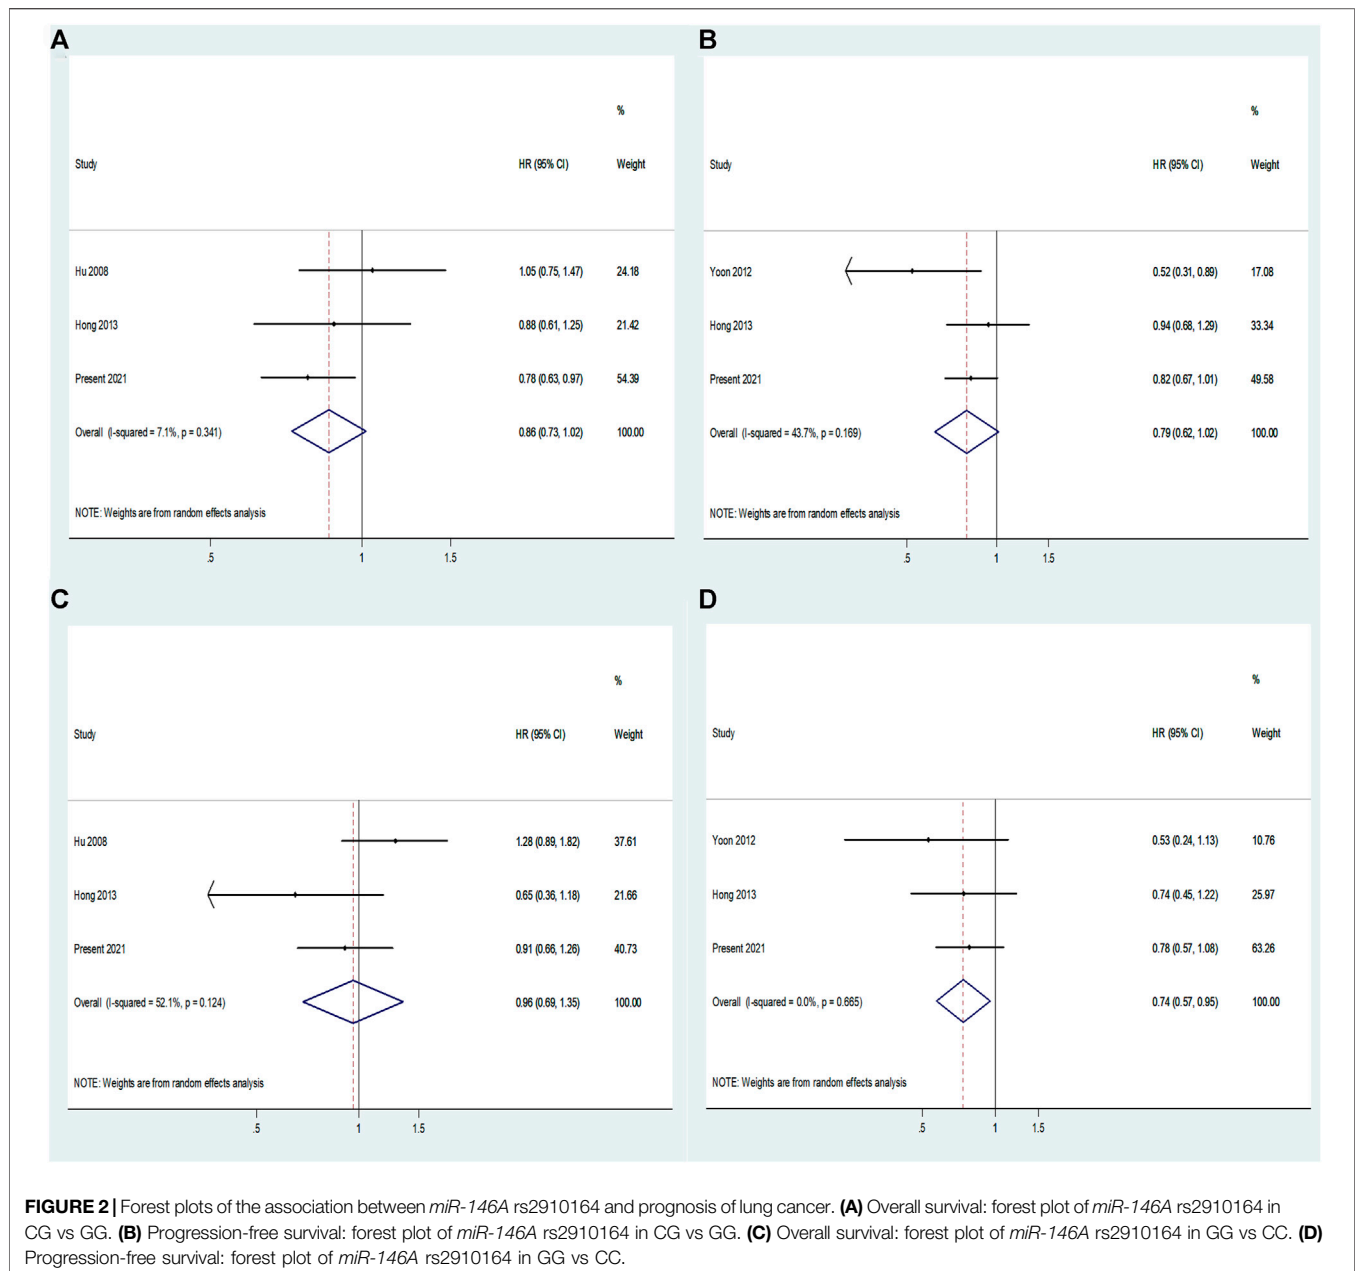 A
%
Study HR (95% CI) Weight
Hu 2008 1.05 (0.75, 1.47) 24.18
Hong 2013 0.88 (0.61, 1.25) 21.42
Present 2021 0.78 (0.63, 0.97) 54.39
Overall (I-squared = 7.1%, p = 0.341) 0.86 (0.73, 1.02) 100.00
NOTE: Weights are from random effects analysis
.5 1 1.5
B
%
Study HR (95% CI) Weight
Yoon 2012 0.52 (0.31, 0.89) 17.08
Hong 2013 0.94 (0.68, 1.29) 33.34
Present 2021 0.82 (0.67, 1.01) 49.58
Overall (I-squared = 43.7%, p = 0.169) 0.79 (0.62, 1.02) 100.00
NOTE: Weights are from random effects analysis
.5 1 1.5
C
%
Study HR (95% CI) Weight
Hu 2008 1.28 (0.89, 1.82) 37.61
Hong 2013 0.65 (0.36, 1.18) 21.66
Present 2021 0.91 (0.66, 1.26) 40.73
Overall (I-squared = 52.1%, p = 0.124) 0.96 (0.69, 1.35) 100.00
NOTE: Weights are from random effects analysis
.5 1 1.5
D
%
Study HR (95% CI) Weight
Yoon 2012 0.53 (0.24, 1.13) 10.76
Hong 2013 0.74 (0.45, 1.22) 25.97
Present 2021 0.78 (0.57, 1.08) 63.26
Overall (I-squared = 0.0%, p = 0.665) 0.74 (0.57, 0.95) 100.00
NOTE: Weights are from random effects analysis
.5 1 1.5
FIGURE 2 | Forest plots of the association between miR-146A rs2910164 and prognosis of lung cancer. (A) Overall survival: forest plot of miR-146A rs2910164 in
CG vs GG. (B) Progression-free survival: forest plot of miR-146A rs2910164 in CG vs GG. (C) Overall survival: forest plot of miR-146A rs2910164 in GG vs CC. (D)
Progression-free survival: forest plot of miR-146A rs2910164 in GG vs CC.